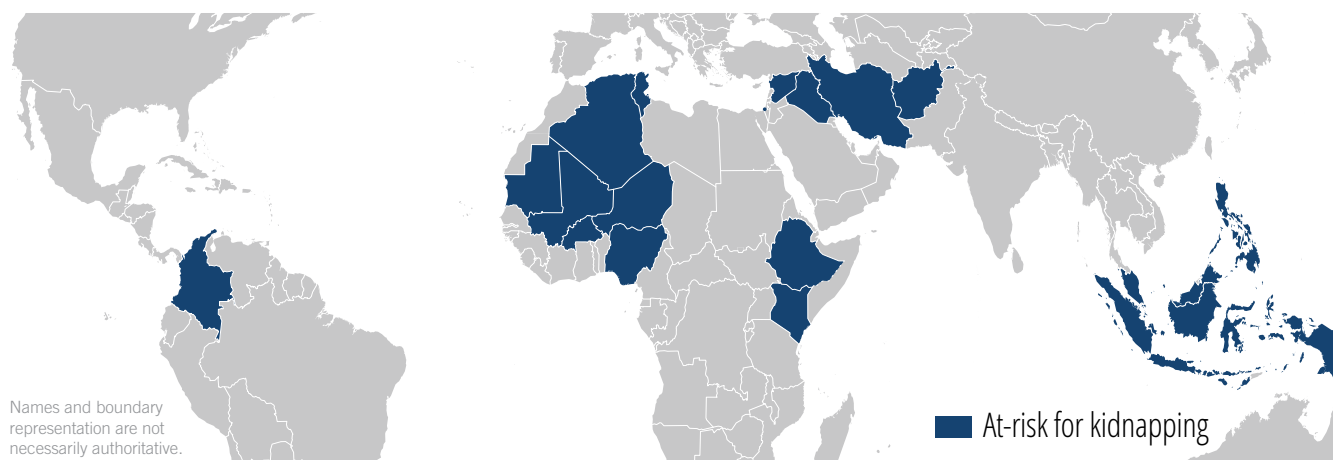 Names and boundary
representation are not
necessarily authoritative.
At-risk for kidnapping